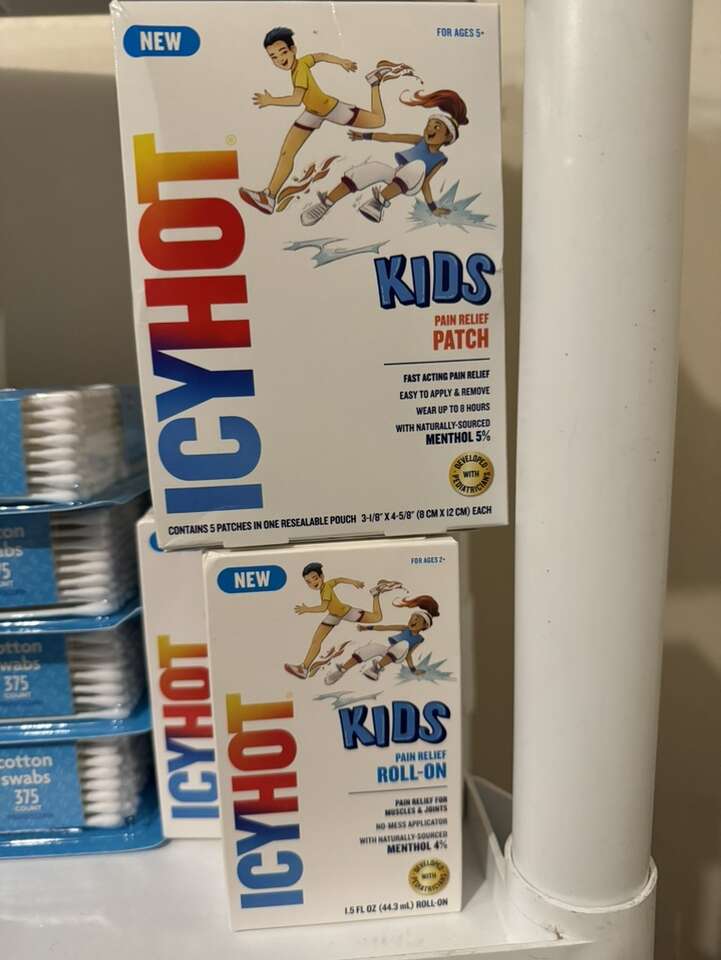 NEW
FOR AGES 5+
ICYHOT®
KIDS
PAIN RELIEF
PATCH
FAST ACTING PAIN RELIEF
EASY TO APPLY & REMOVE
WEAR UP TO 8 HOURS
WITH NATURALLY-SOURCED
MENTHOL 5%
DEVELOPED
WITH
PEDIATRICIANS
CONTAINS 5 PATCHES IN ONE RESEALABLE POUCH 3-1/8" X 4-5/8" (8 CM X 12 CM) EACH
NEW
FOR AGES 2+
ICYHOT®
KIDS
PAIN RELIEF
ROLL-ON
PAIN RELIEF FOR
MUSCLES & JOINTS
NO-MESS APPLICATOR
WITH NATURALLY-SOURCED
MENTHOL 4%
DEVELOPED
WITH
PEDIATRICIANS
1.5 FL OZ (44.3 mL) ROLL-ON
ICYHOT
otton
wabs
375
COUNT
cotton
swabs
375
COUNT